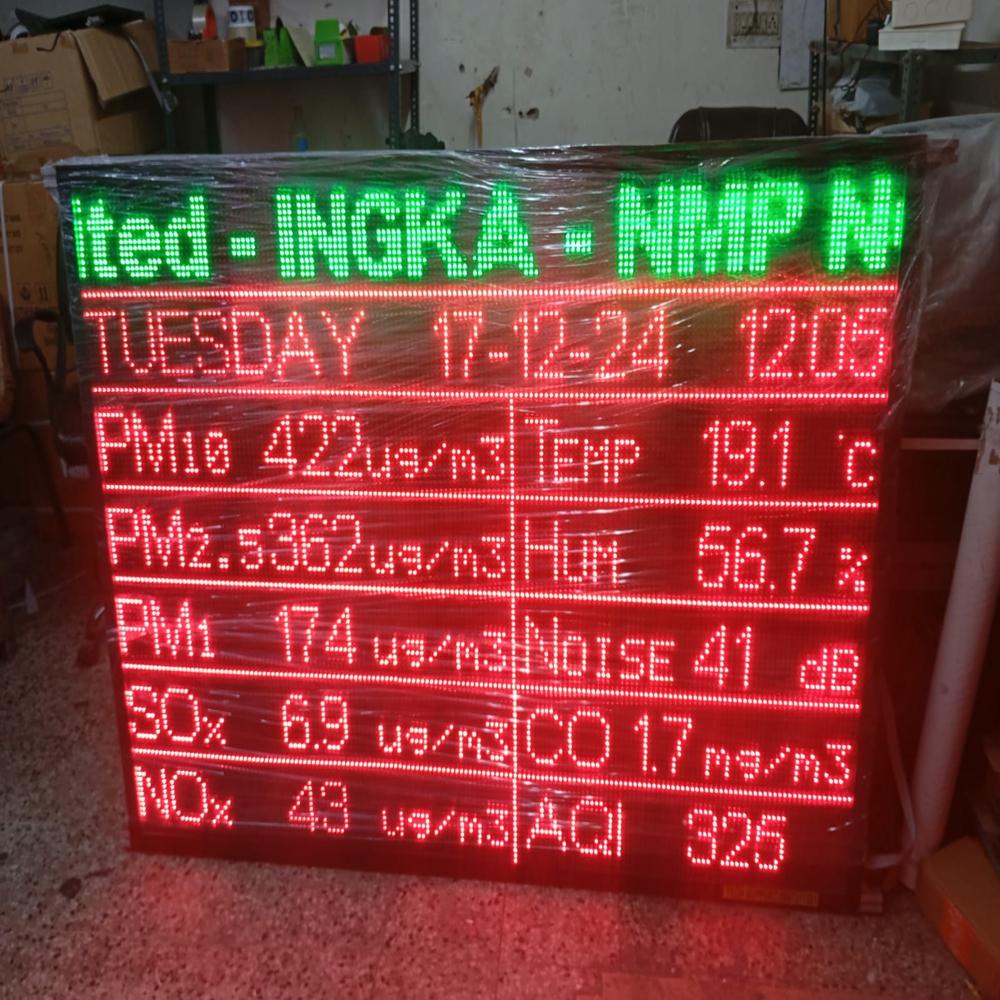 ited - INGKA - NMP N
TUESDAY 17-12-24 12:05
PM10 422ug/m3 TEMP 19.1 °C
PM2.5362ug/m3 HUM 56.7 %
PM1 174 ug/m3 NOISE 41 dB
SOx 6.9 ug/m3 CO 1.7 mg/m3
NOx 43 ug/m3 AQI 325